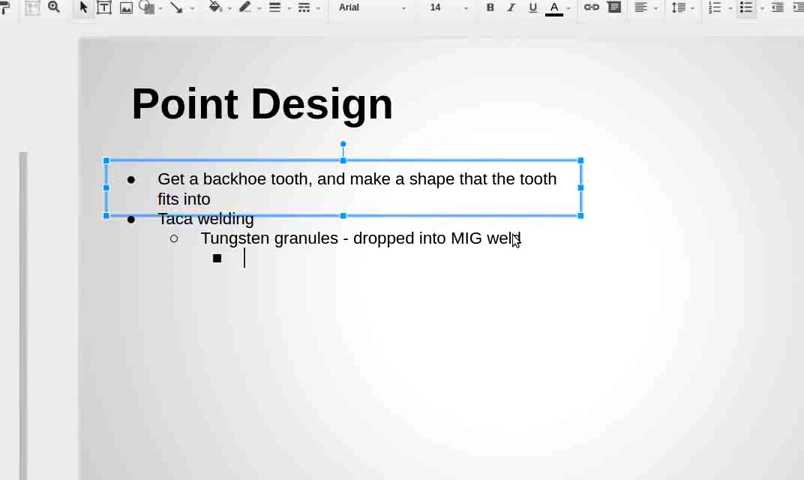 Arial 14 B I U A
Point Design
Get a backhoe tooth, and make a shape that the tooth
fits into
Taca welding
Tungsten granules - dropped into MIG weld